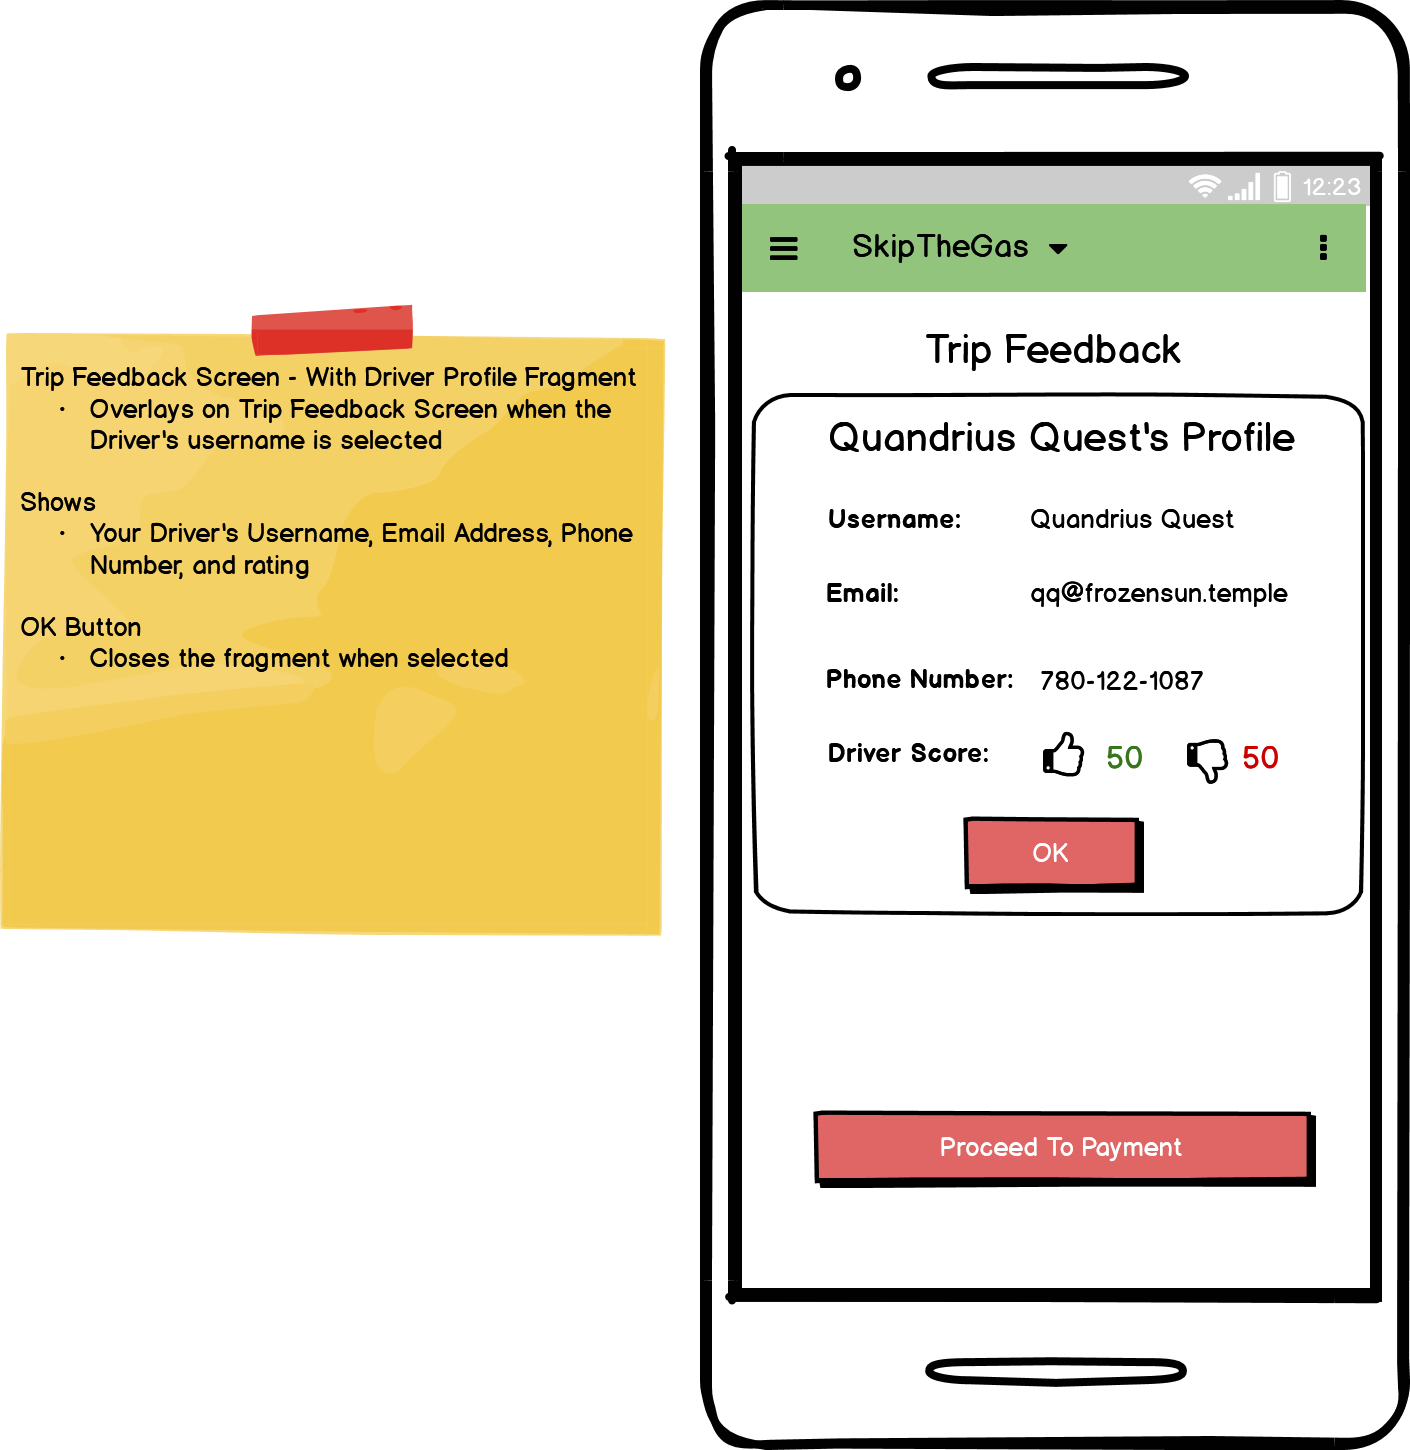 Trip Feedback Screen - With Driver Profile Fragment
• Overlays on Trip Feedback Screen when the
Driver's username is selected
Shows
• Your Driver's Username, Email Address, Phone
Number, and rating
OK Button
• Closes the fragment when selected
12:23
SkipTheGas
Trip Feedback
Quandrius Quest's Profile
Username: Quandrius Quest
Email: qq@frozensun.temple
Phone Number: 780-122-1087
Driver Score: 50 50
OK
Proceed To Payment